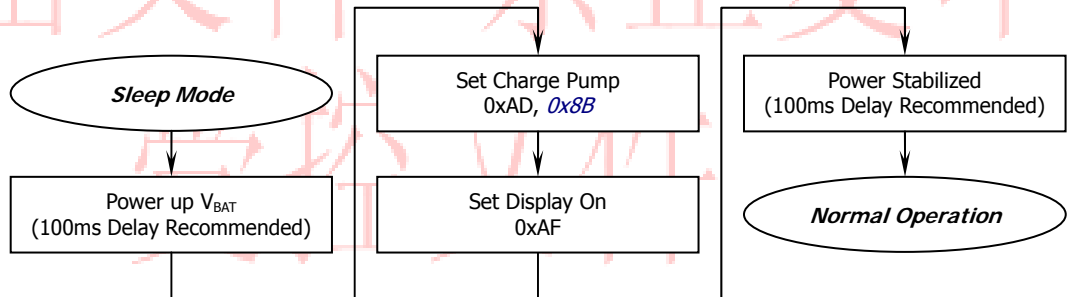 Sleep Mode
Power up VBAT
(100ms Delay Recommended)
Set Charge Pump
0xAD, 0x8B
Set Display On
0xAF
Power Stabilized
(100ms Delay Recommended)
Normal Operation